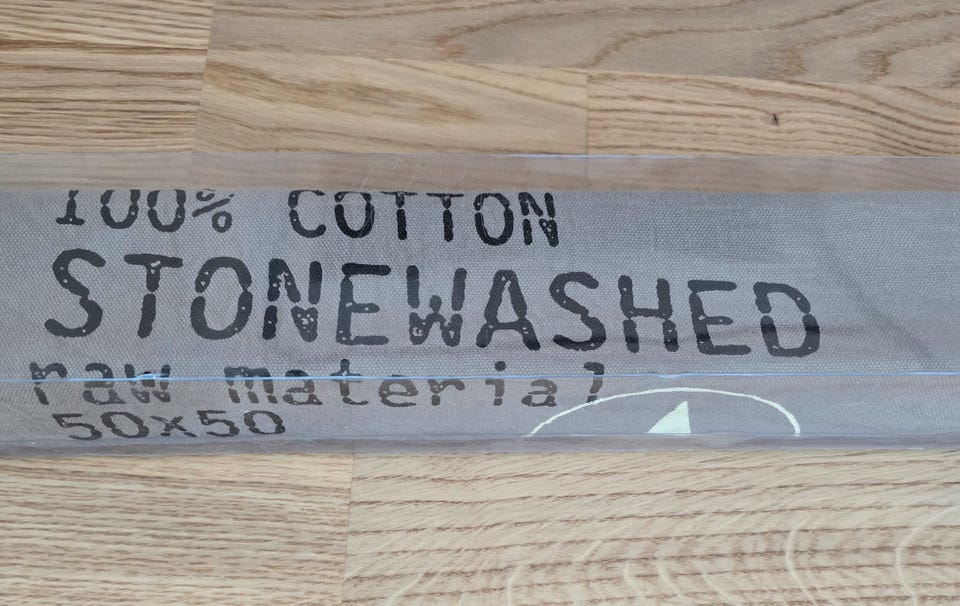 100% COTTON
STONEWASHED
raw material
50x50